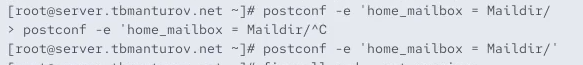 [root@server.tbmanturov.net ~]# postconf -e 'home_mailbox = Maildir/
> postconf -e 'home_mailbox = Maildir/^C
[root@server.tbmanturov.net ~]# postconf -e 'home_mailbox = Maildir/'